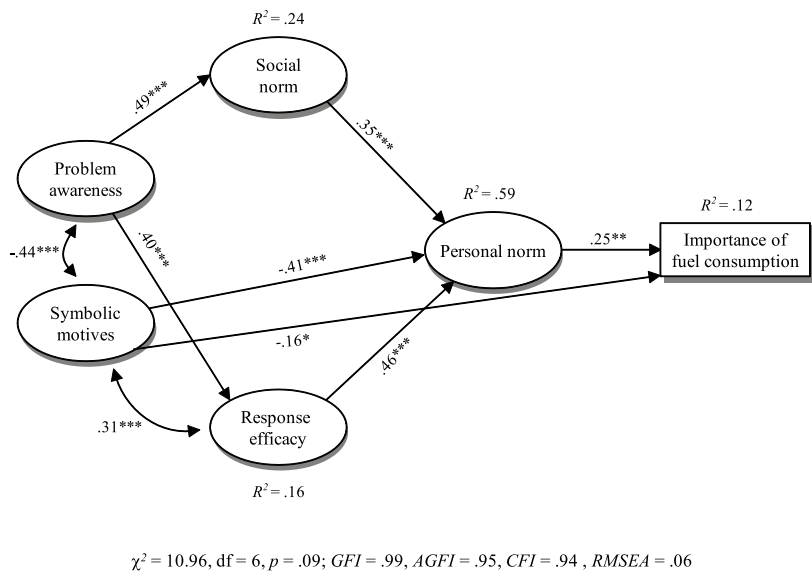 R² = .24
Social
norm
.49***
.35***
Problem
awareness
R² = .59
R² = .12
-.44***
.40***
Personal norm
.25**
Importance of
fuel consumption
-.41***
Symbolic
motives
-.16*
.46***
.31***
Response
efficacy
R² = .16
χ² = 10.96, df = 6, p = .09; GFI = .99, AGFI = .95, CFI = .94 , RMSEA = .06